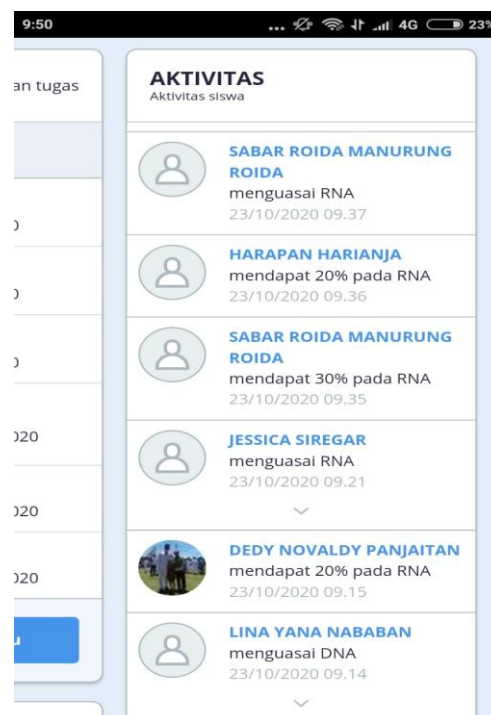 9:50
... 4G 23%
an tugas
0
0
0
020
020
020
u
AKTIVITAS
Aktivitas siswa
SABAR ROIDA MANURUNG
ROIDA
menguasai RNA
23/10/2020 09.37
HARAPAN HARIANJA
mendapat 20% pada RNA
23/10/2020 09.36
SABAR ROIDA MANURUNG
ROIDA
mendapat 30% pada RNA
23/10/2020 09.35
JESSICA SIREGAR
menguasai RNA
23/10/2020 09.21
DEDY NOVALDY PANJAITAN
mendapat 20% pada RNA
23/10/2020 09.15
LINA YANA NABABAN
menguasai DNA
23/10/2020 09.14